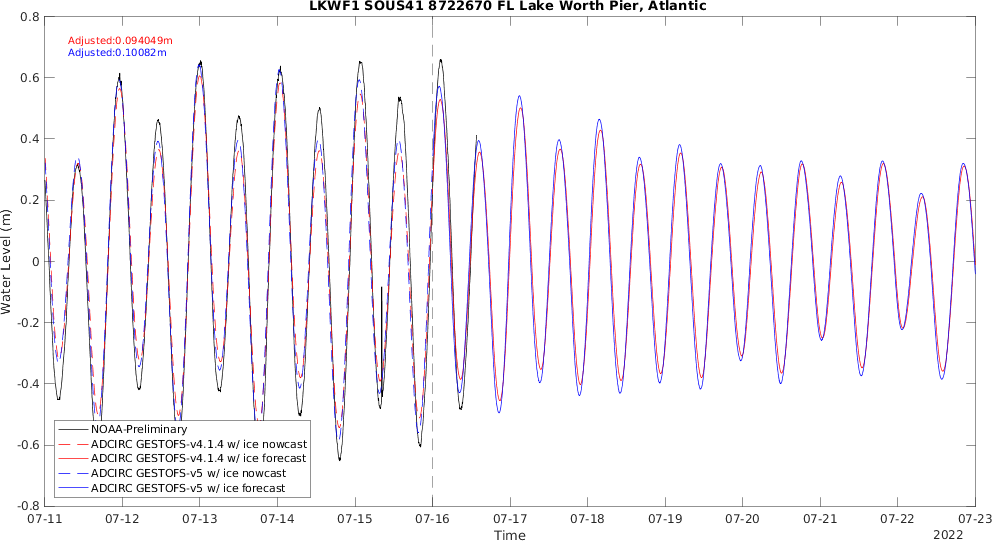 LKWF1 SOUS41 8722670 FL Lake Worth Pier, Atlantic
Adjusted:0.094049m
Adjusted:0.10082m
Water Level (m)
0.8
0.6
0.4
0.2
0
-0.2
-0.4
-0.6
-0.8
NOAA-Preliminary
ADCIRC GESTOFS-v4.1.4 w/ ice nowcast
ADCIRC GESTOFS-v4.1.4 w/ ice forecast
ADCIRC GESTOFS-v5 w/ ice nowcast
ADCIRC GESTOFS-v5 w/ ice forecast
07-11 07-12 07-13 07-14 07-15 07-16 07-17 07-18 07-19 07-20 07-21 07-22 07-23
Time
2022